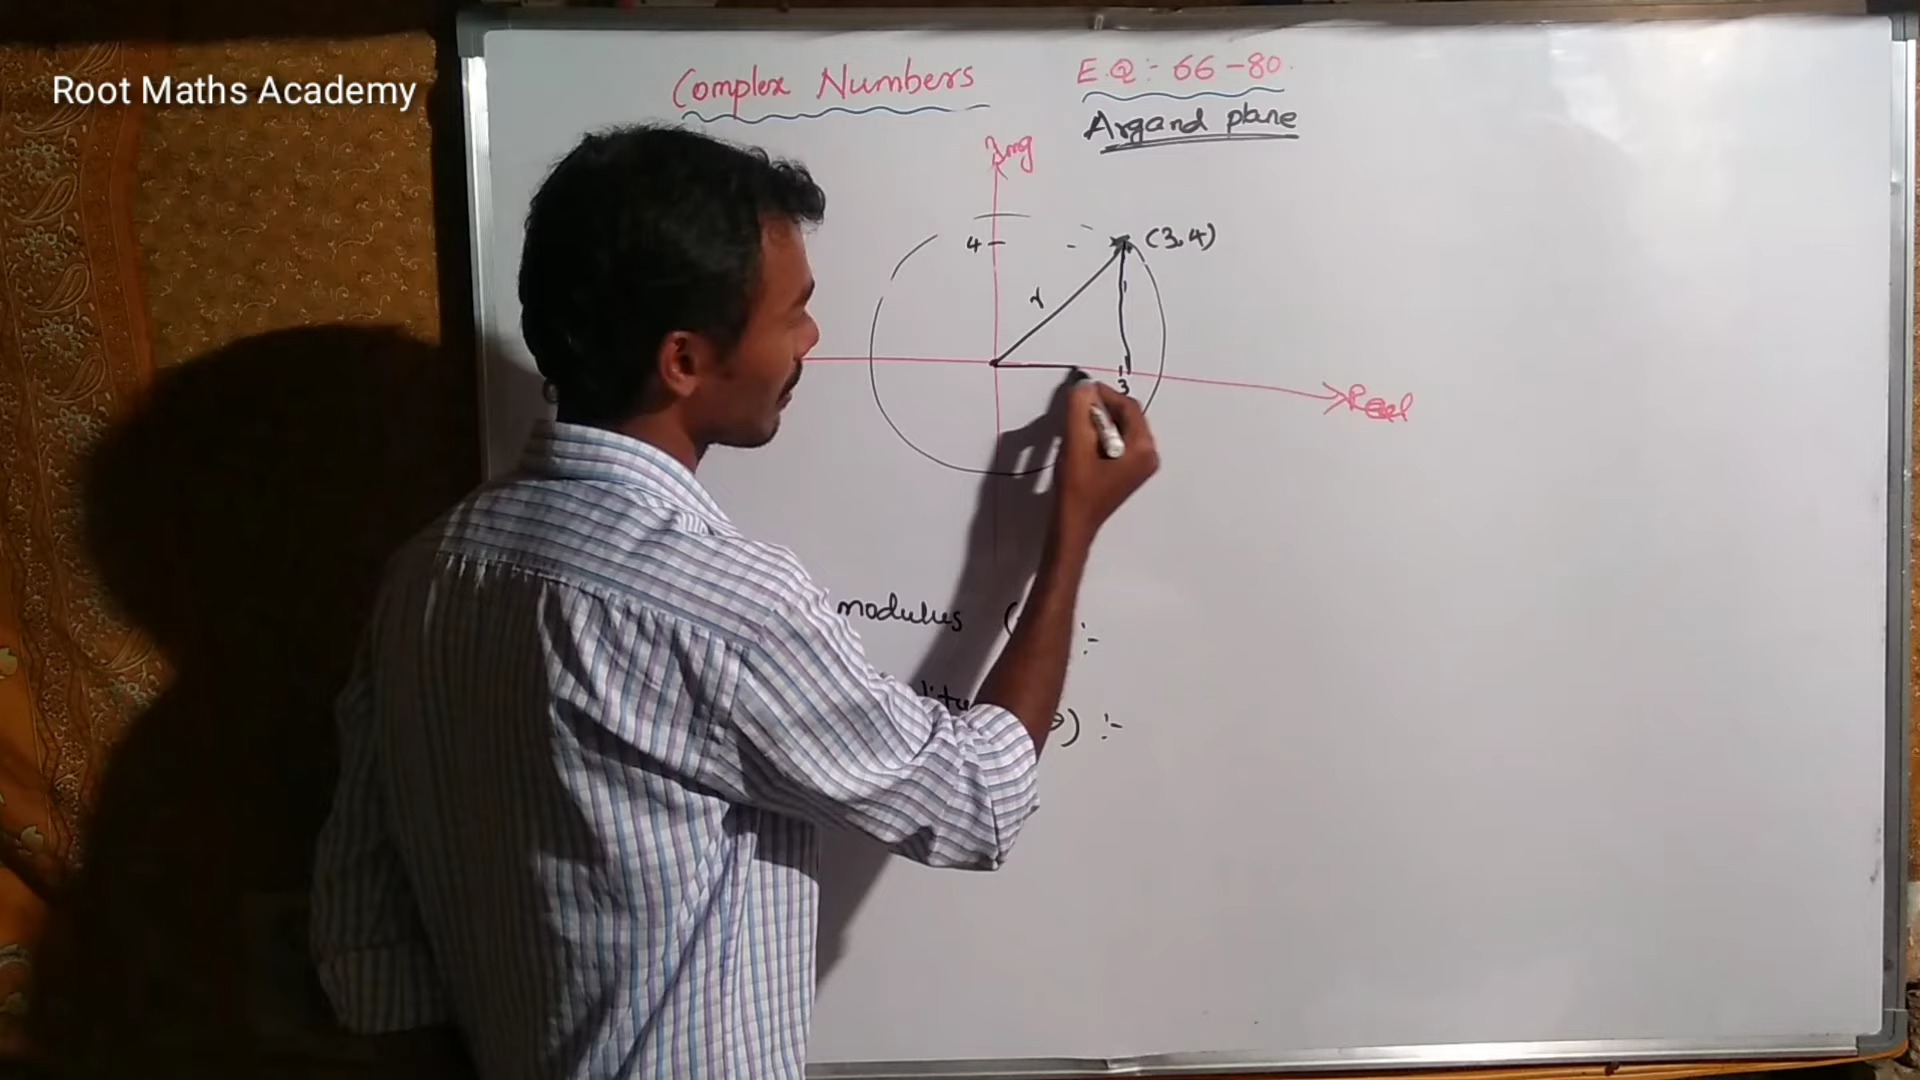 Root Maths Academy
Complex Numbers E.Q:- 66-80.
Argand plane
Img
4
(3,4)
r
3
Real
modulus ( :-
) :-